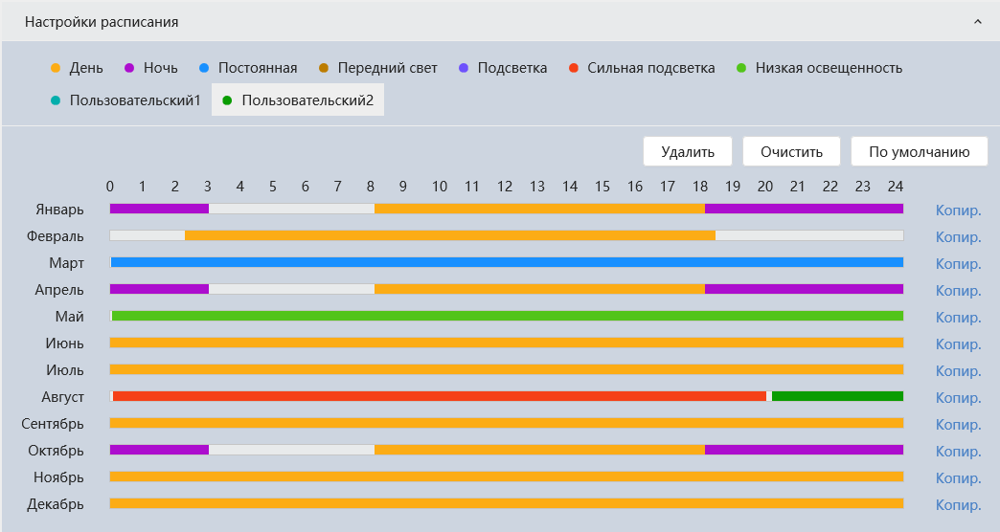 Настройки расписания
День Ночь Постоянная Передний свет Подсветка Сильная подсветка Низкая освещенность
Пользовательский1 Пользовательский2
Удалить Очистить По умолчанию
0 1 2 3 4 5 6 7 8 9 10 11 12 13 14 15 16 17 18 19 20 21 22 23 24
Январь Копир.
Февраль Копир.
Март Копир.
Апрель Копир.
Май Копир.
Июнь Копир.
Июль Копир.
Август Копир.
Сентябрь Копир.
Октябрь Копир.
Ноябрь Копир.
Декабрь Копир.